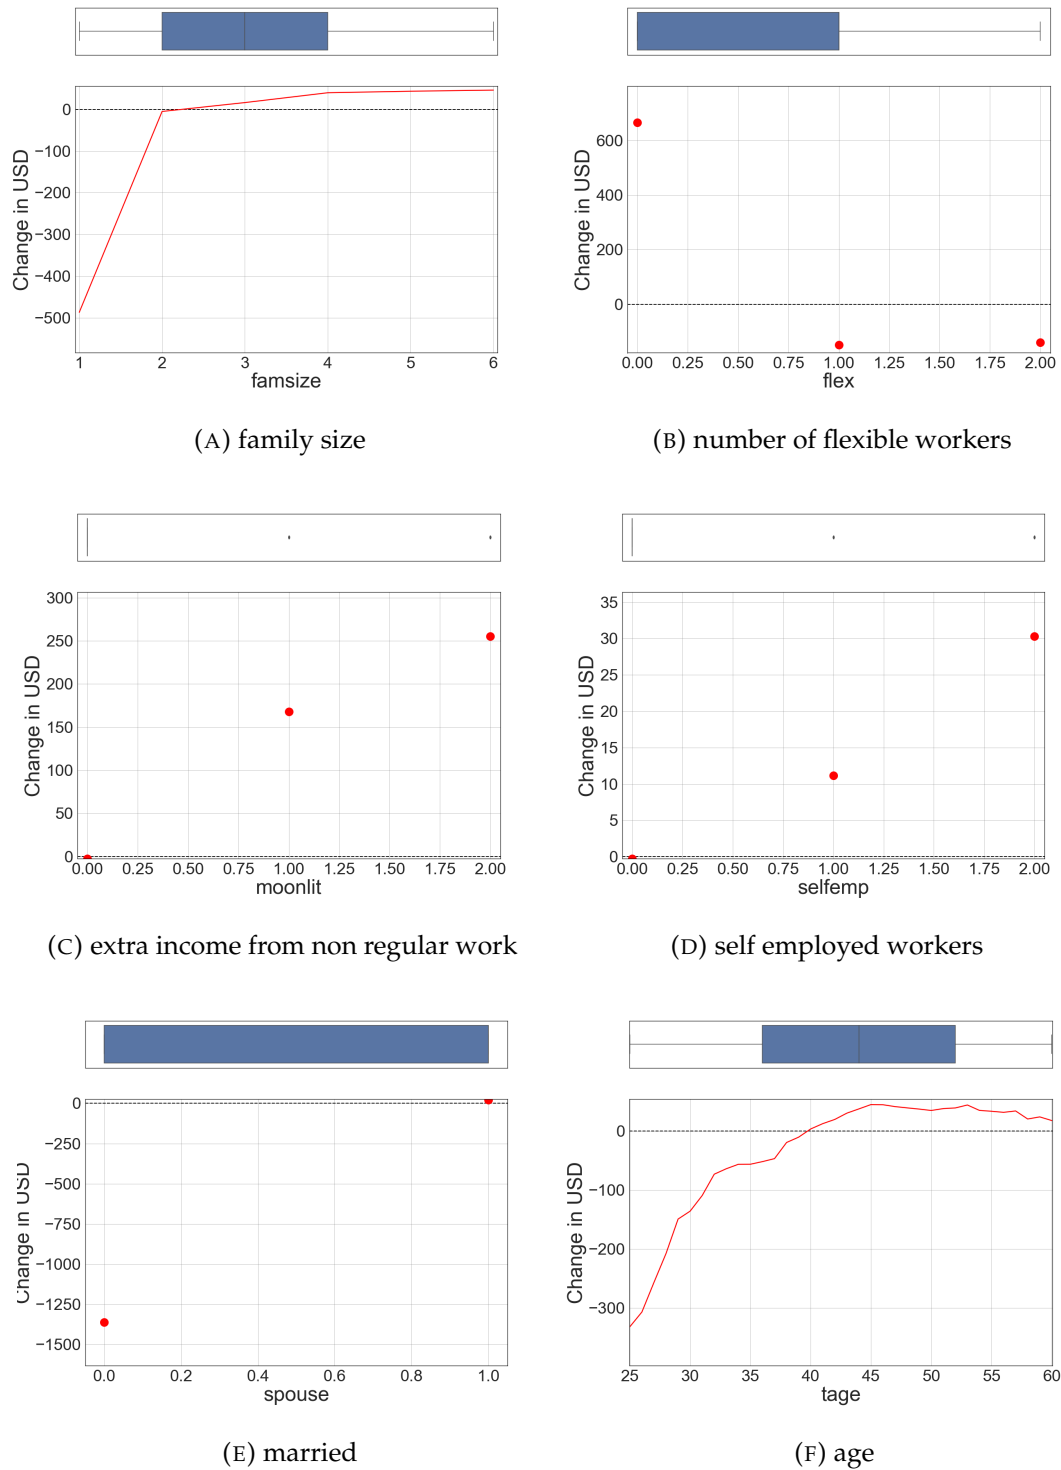 Change in USD
0
−100
−200
−300
−400
−500
1 2 3 4 5 6
famsize
(A) family size
Change in USD
600
400
200
0
0.00 0.25 0.50 0.75 1.00 1.25 1.50 1.75 2.00
flex
(B) number of flexible workers
Change in USD
300
250
200
150
100
50
0
0.00 0.25 0.50 0.75 1.00 1.25 1.50 1.75 2.00
moonlit
(C) extra income from non regular work
Change in USD
35
30
25
20
15
10
5
0
0.00 0.25 0.50 0.75 1.00 1.25 1.50 1.75 2.00
selfemp
(D) self employed workers
Change in USD
0
−250
−500
−750
−1000
−1250
−1500
0.0 0.2 0.4 0.6 0.8 1.0
spouse
(E) married
Change in USD
0
−100
−200
−300
25 30 35 40 45 50 55 60
tage
(F) age